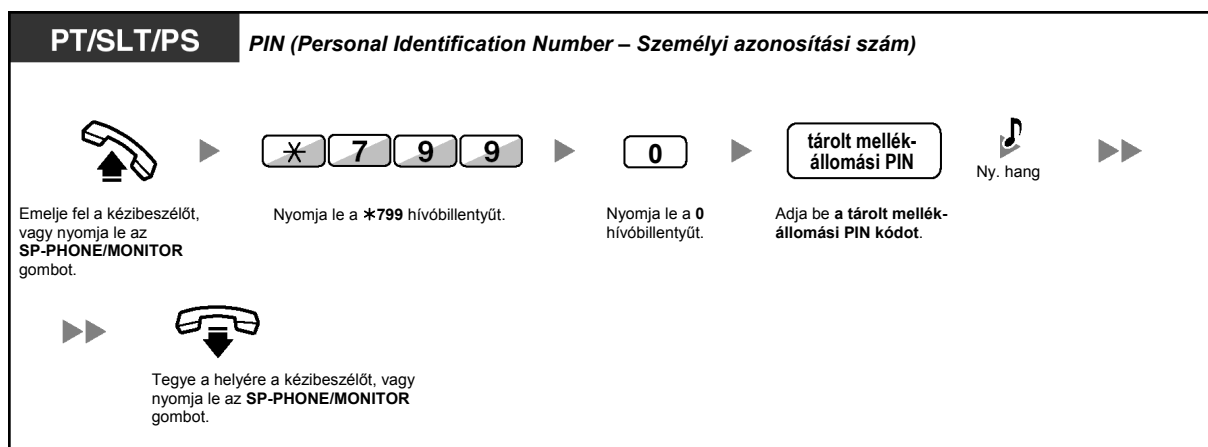 PT/SLT/PS
PIN (Personal Identification Number – Személyi azonosítási szám)
* 7 9 9
0
tárolt mellék-
állomási PIN
Ny. hang
Emelje fel a kézibeszélőt,
vagy nyomja le az
SP-PHONE/MONITOR
gombot.
Nyomja le a *799 hívóbillentyűt.
Nyomja le a 0
hívóbillentyűt.
Adja be a tárolt mellék-
állomási PIN kódot.
Tegye a helyére a kézibeszélőt, vagy
nyomja le az SP-PHONE/MONITOR
gombot.